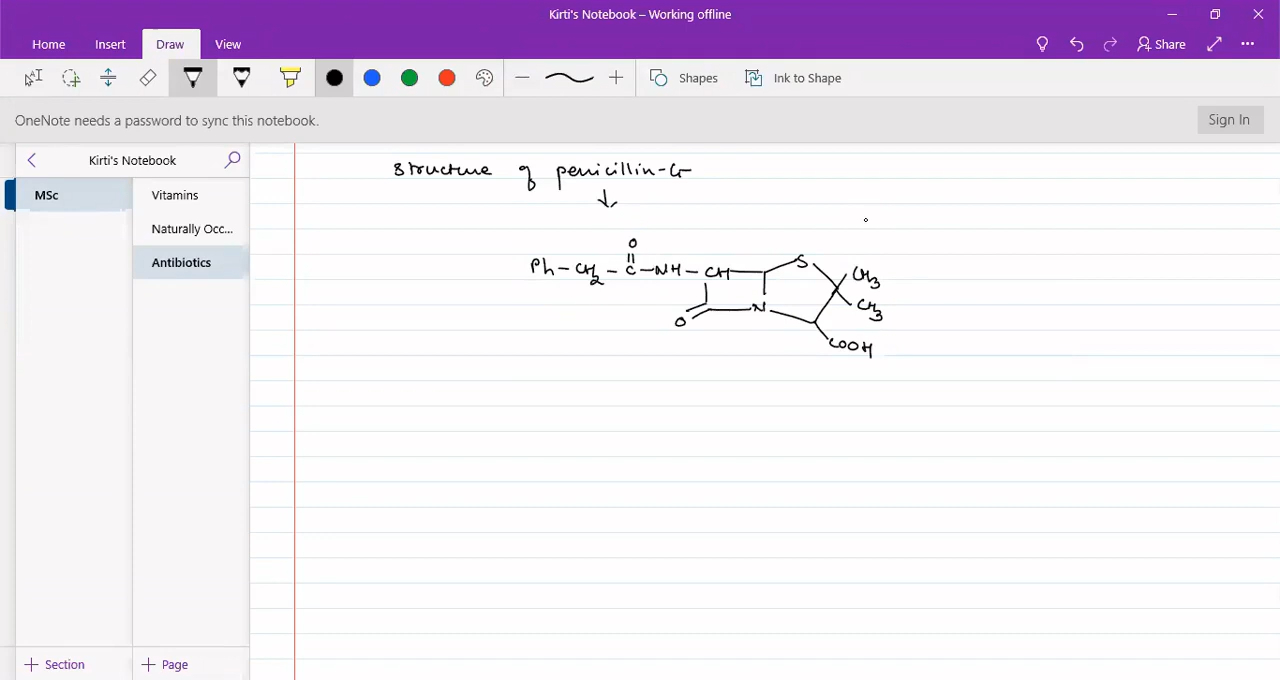 Kirti's Notebook – Working offline
Home Insert Draw View Share
Shapes Ink to Shape
OneNote needs a password to sync this notebook. Sign In
Kirti's Notebook
MSc Vitamins
Naturally Occ...
Antibiotics
Structure of penicillin-G
↓
O
Ph–CH2–C–NH–CH S CH3
CH3
O N
COOH
+ Section + Page